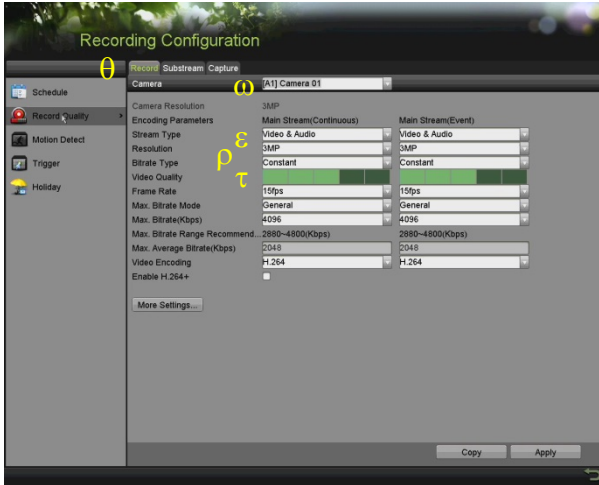 Recording Configuration
θ Record Substream Capture
Camera ω [A1] Camera 01
Schedule
Record Quality
Motion Detect
Trigger
Holiday
Camera Resolution 3MP
Encoding Parameters Main Stream(Continuous) Main Stream(Event)
Stream Type ε Video & Audio Video & Audio
Resolution 3MP 3MP
Bitrate Type ρ Constant Constant
Video Quality τ
Frame Rate 15fps 15fps
Max. Bitrate Mode General General
Max. Bitrate(Kbps) 4096 4096
Max. Bitrate Range Recommend... 2880~4800(Kbps) 2880~4800(Kbps)
Max. Average Bitrate(Kbps) 2048 2048
Video Encoding H.264 H.264
Enable H.264+
More Settings...
Copy Apply